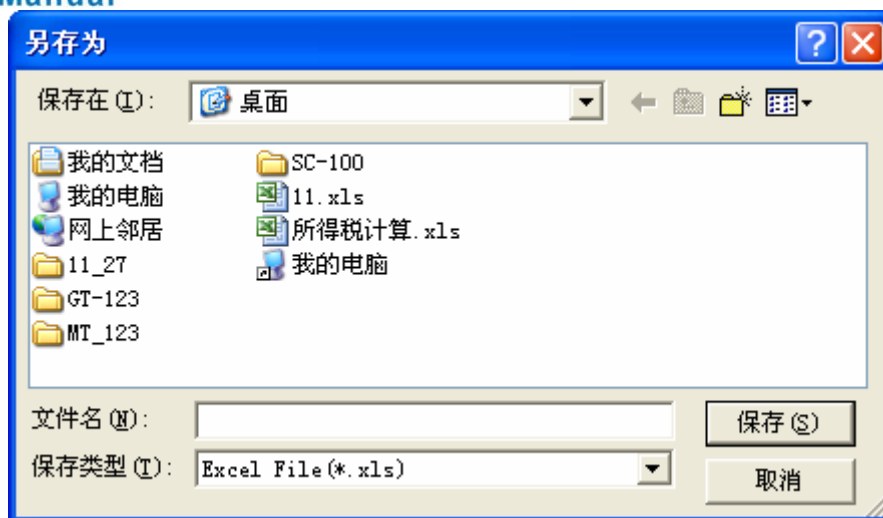 Manual
另存为
保存在(I):
桌面
我的文档
我的电脑
网上邻居
11_27
GT-123
MT_123
SC-100
11.xls
所得税计算.xls
我的电脑
文件名(N):
保存(S)
保存类型(T):
Excel File(*.xls)
取消